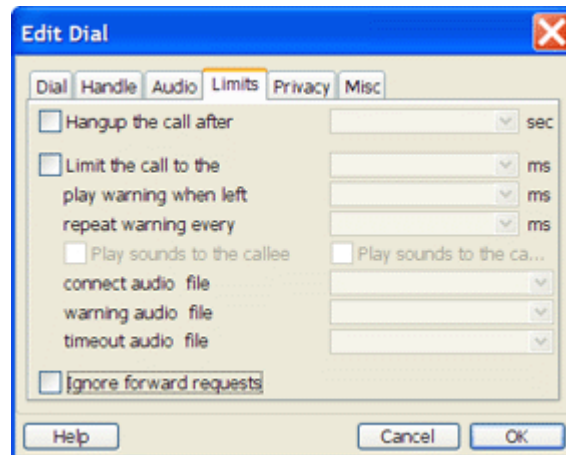 Edit Dial
Dial Handle Audio Limits Privacy Misc
Hangup the call after sec
Limit the call to the ms
play warning when left ms
repeat warning every ms
Play sounds to the callee Play sounds to the ca...
connect audio file
warning audio file
timeout audio file
Ignore forward requests
Help Cancel OK